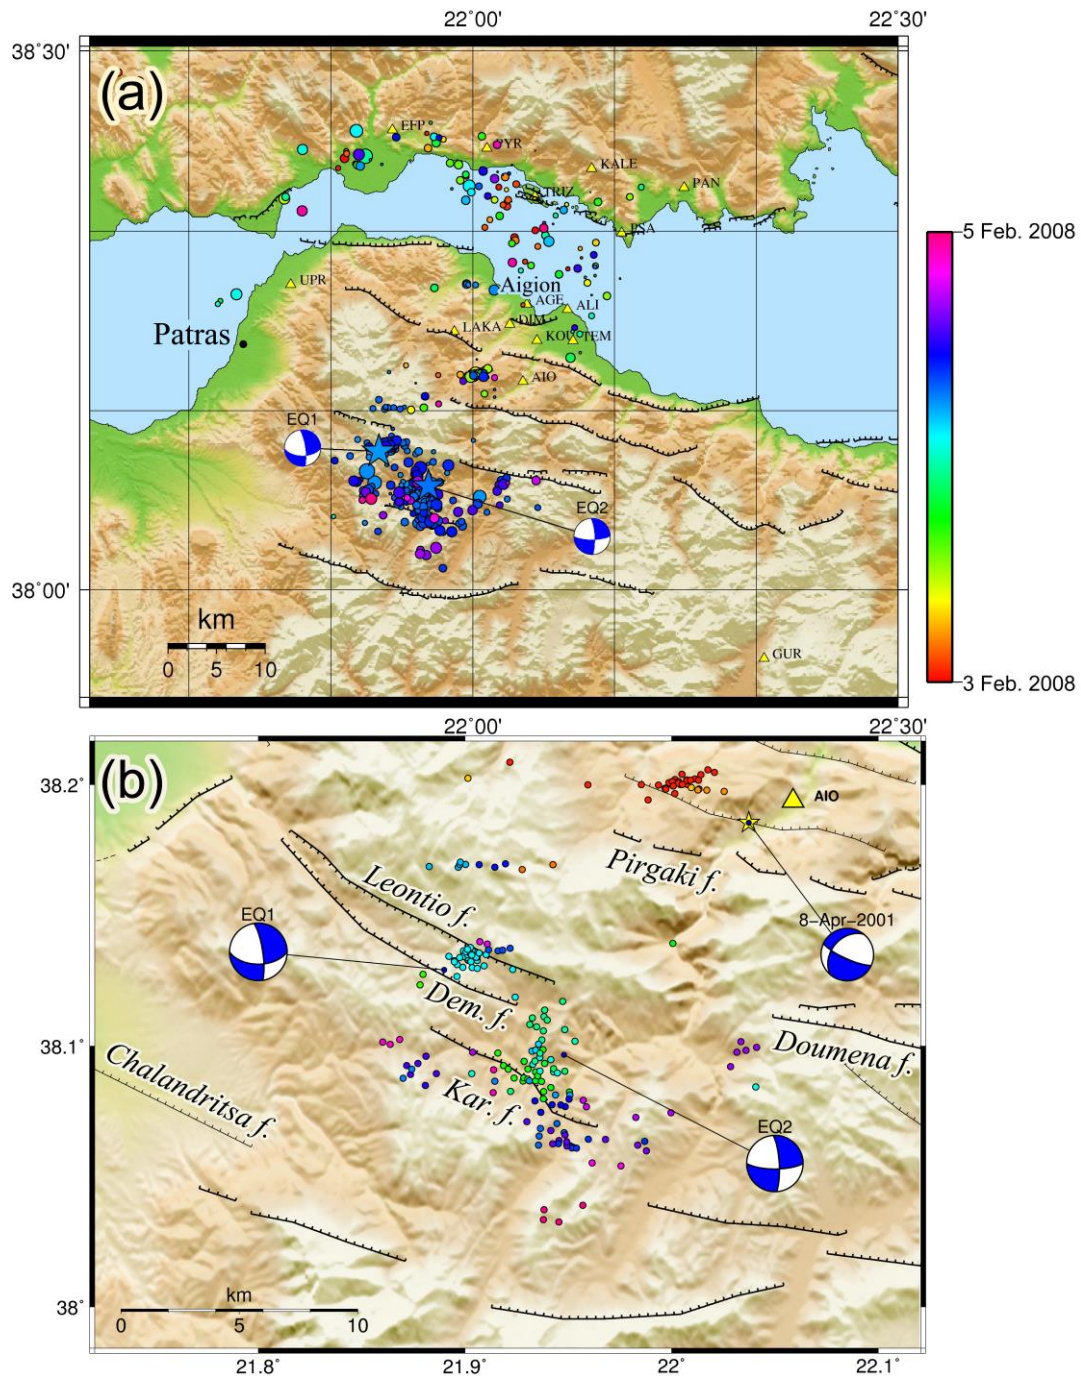 22°00' 22°30'
38°30'
(a)
EFP
PYR
KALE
PAN
TRIZ
PSA
5 Feb. 2008
UPR
Aigion
AGE
ALI
Patras
LAKA
DIM
KOU
TEM
AIO
EQ1
EQ2
38°00'
km
0 5 10
GUR
3 Feb. 2008
22°00' 22°30'
(b)
38.2°
AIO
Pirgaki f.
Leontio f.
EQ1
8-Apr-2001
Dem. f.
38.1°
Doumena f.
Chalandritsa f.
Kar. f.
EQ2
km
38°
0 5 10
21.8° 21.9° 22° 22.1°